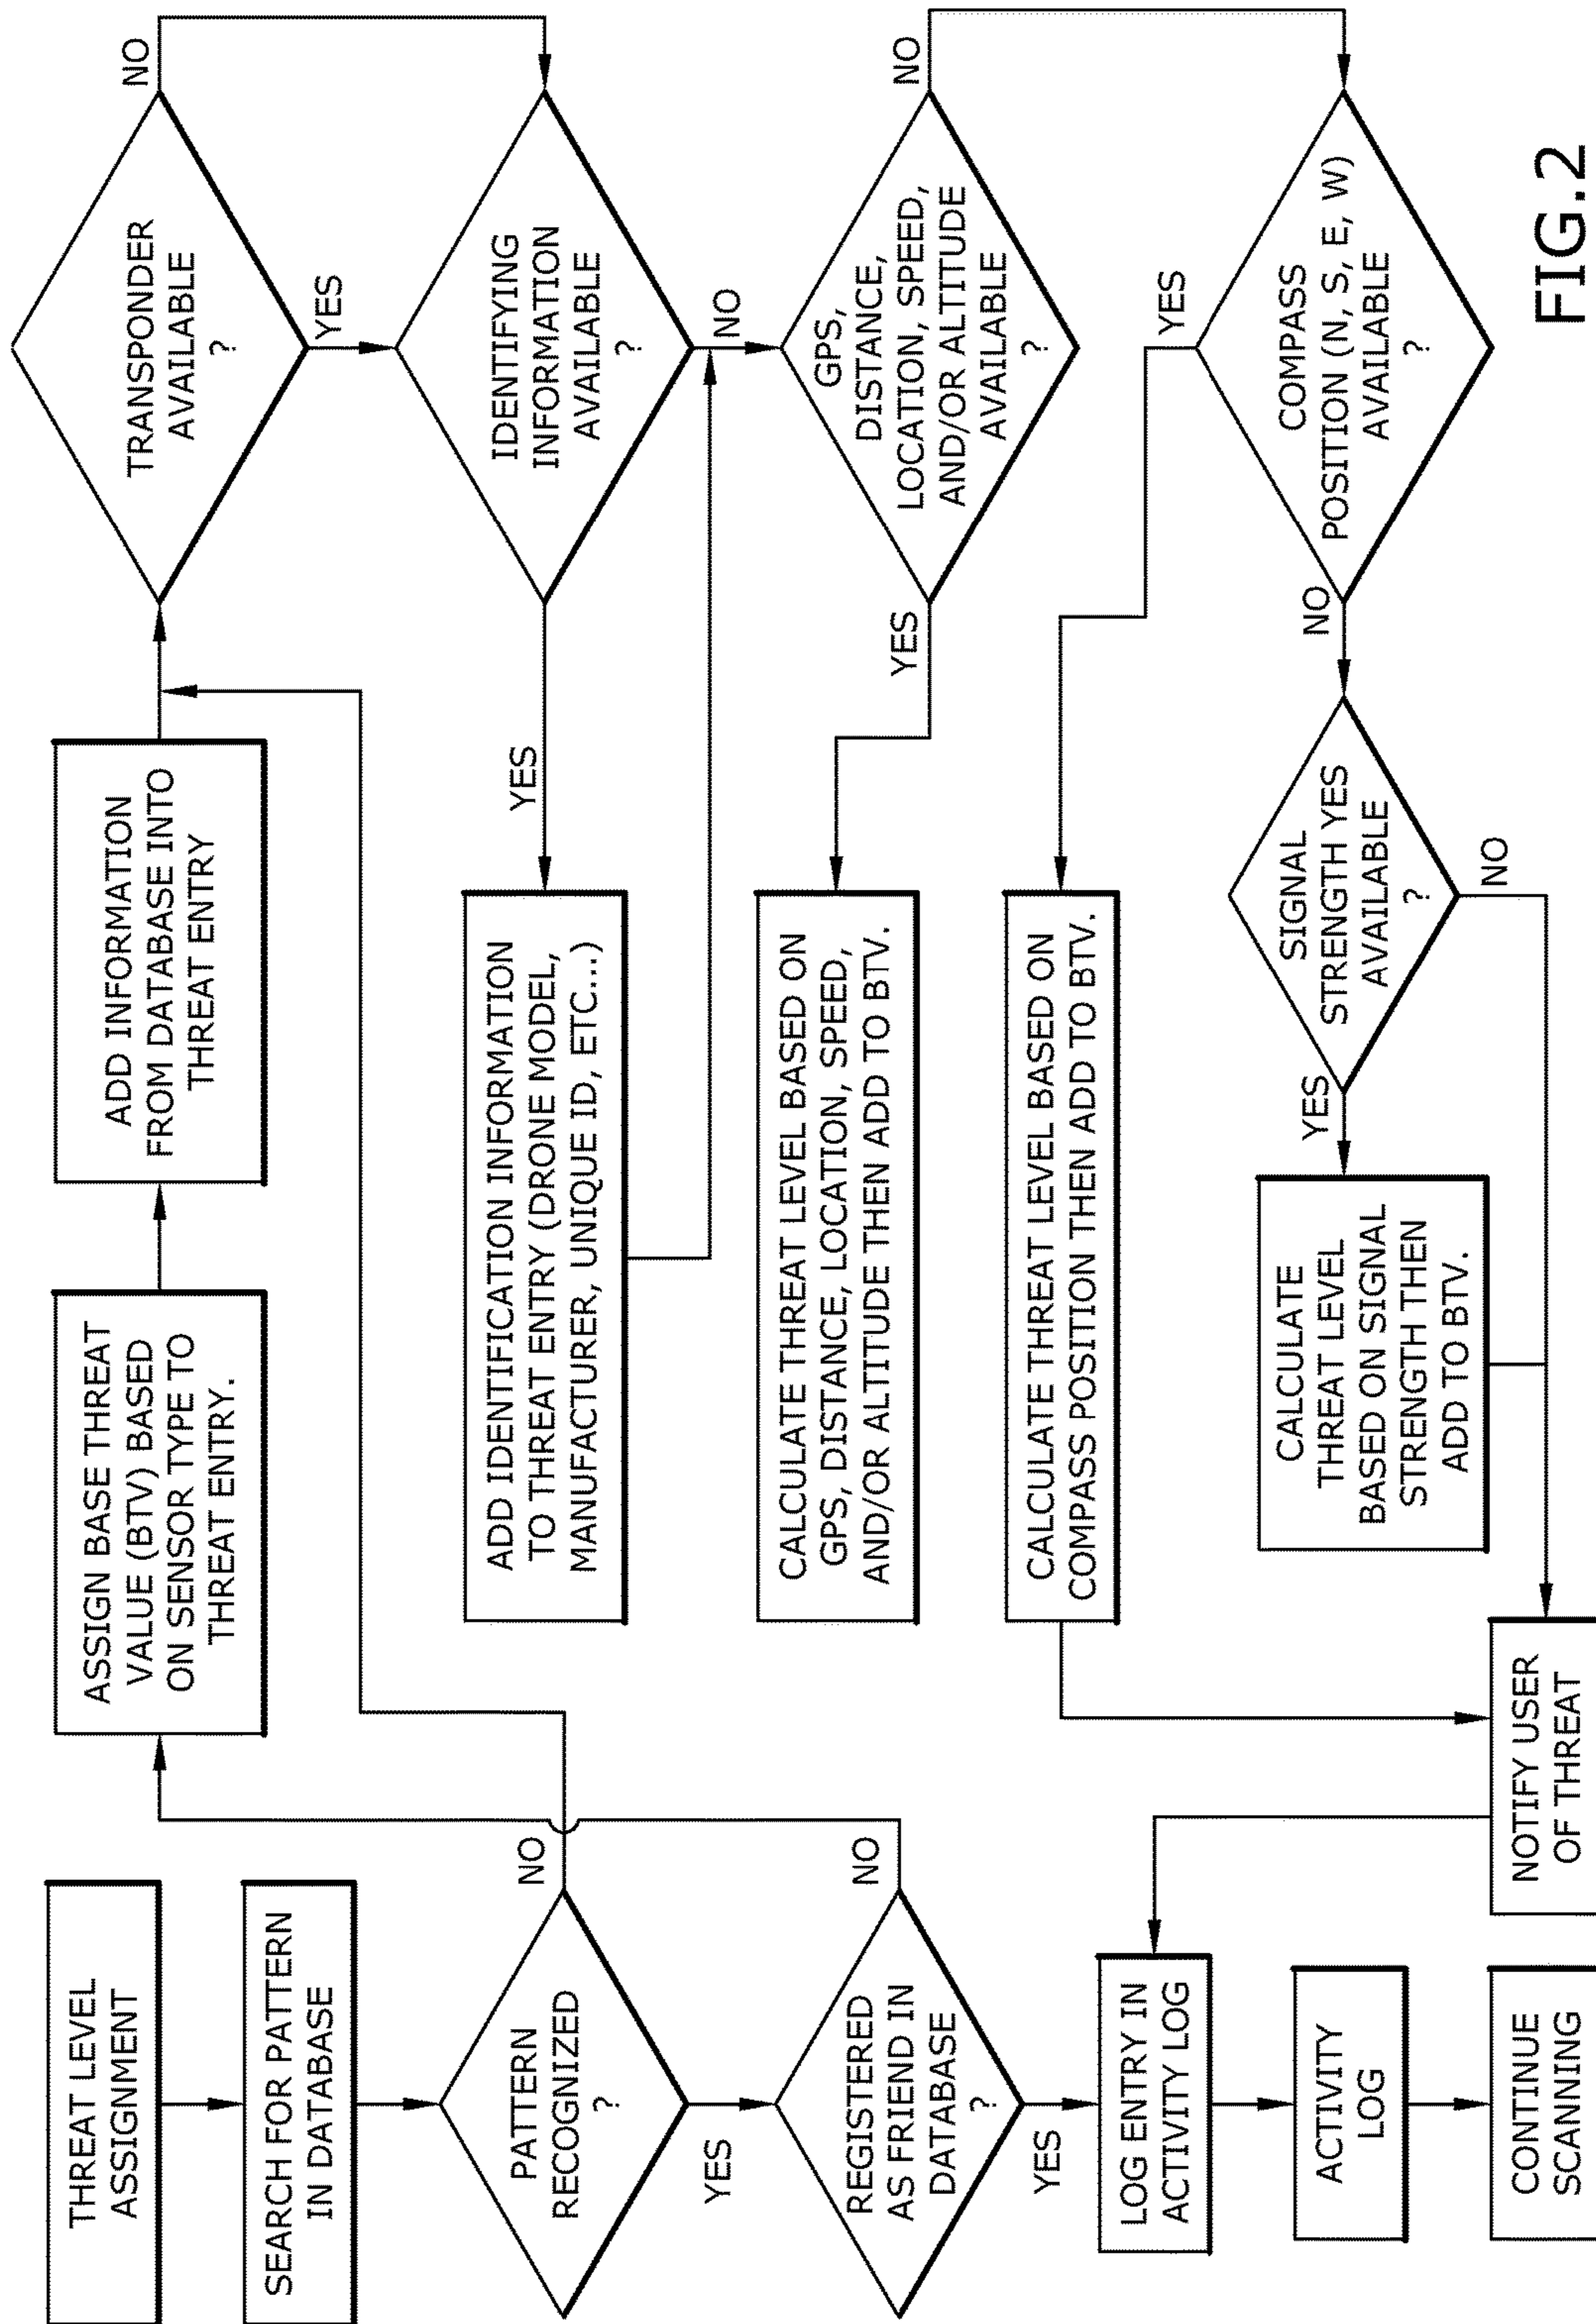 THREAT LEVEL
ASSIGNMENT
SEARCH FOR PATTERN
IN DATABASE
PATTERN
RECOGNIZED
?
NO
YES
REGISTERED
AS FRIEND IN
DATABASE
?
NO
YES
LOG ENTRY IN
ACTIVITY LOG
ACTIVITY
LOG
CONTINUE
SCANNING
ASSIGN BASE THREAT
VALUE (BTV) BASED
ON SENSOR TYPE TO
THREAT ENTRY.
ADD INFORMATION
FROM DATABASE INTO
THREAT ENTRY
TRANSPONDER
AVAILABLE
?
NO
YES
IDENTIFYING
INFORMATION
AVAILABLE
?
YES
NO
ADD IDENTIFICATION INFORMATION
TO THREAT ENTRY (DRONE MODEL,
MANUFACTURER, UNIQUE ID, ETC...)
GPS,
DISTANCE,
LOCATION, SPEED,
AND/OR ALTITUDE
AVAILABLE
?
YES
NO
CALCULATE THREAT LEVEL BASED ON
GPS, DISTANCE, LOCATION, SPEED,
AND/OR ALTITUDE THEN ADD TO BTV.
COMPASS
POSITION (N, S, E, W)
AVAILABLE
?
YES
NO
CALCULATE THREAT LEVEL BASED ON
COMPASS POSITION THEN ADD TO BTV.
SIGNAL
STRENGTH YES
AVAILABLE
?
YES
NO
CALCULATE
THREAT LEVEL
BASED ON SIGNAL
STRENGTH THEN
ADD TO BTV.
NOTIFY USER
OF THREAT
FIG.2